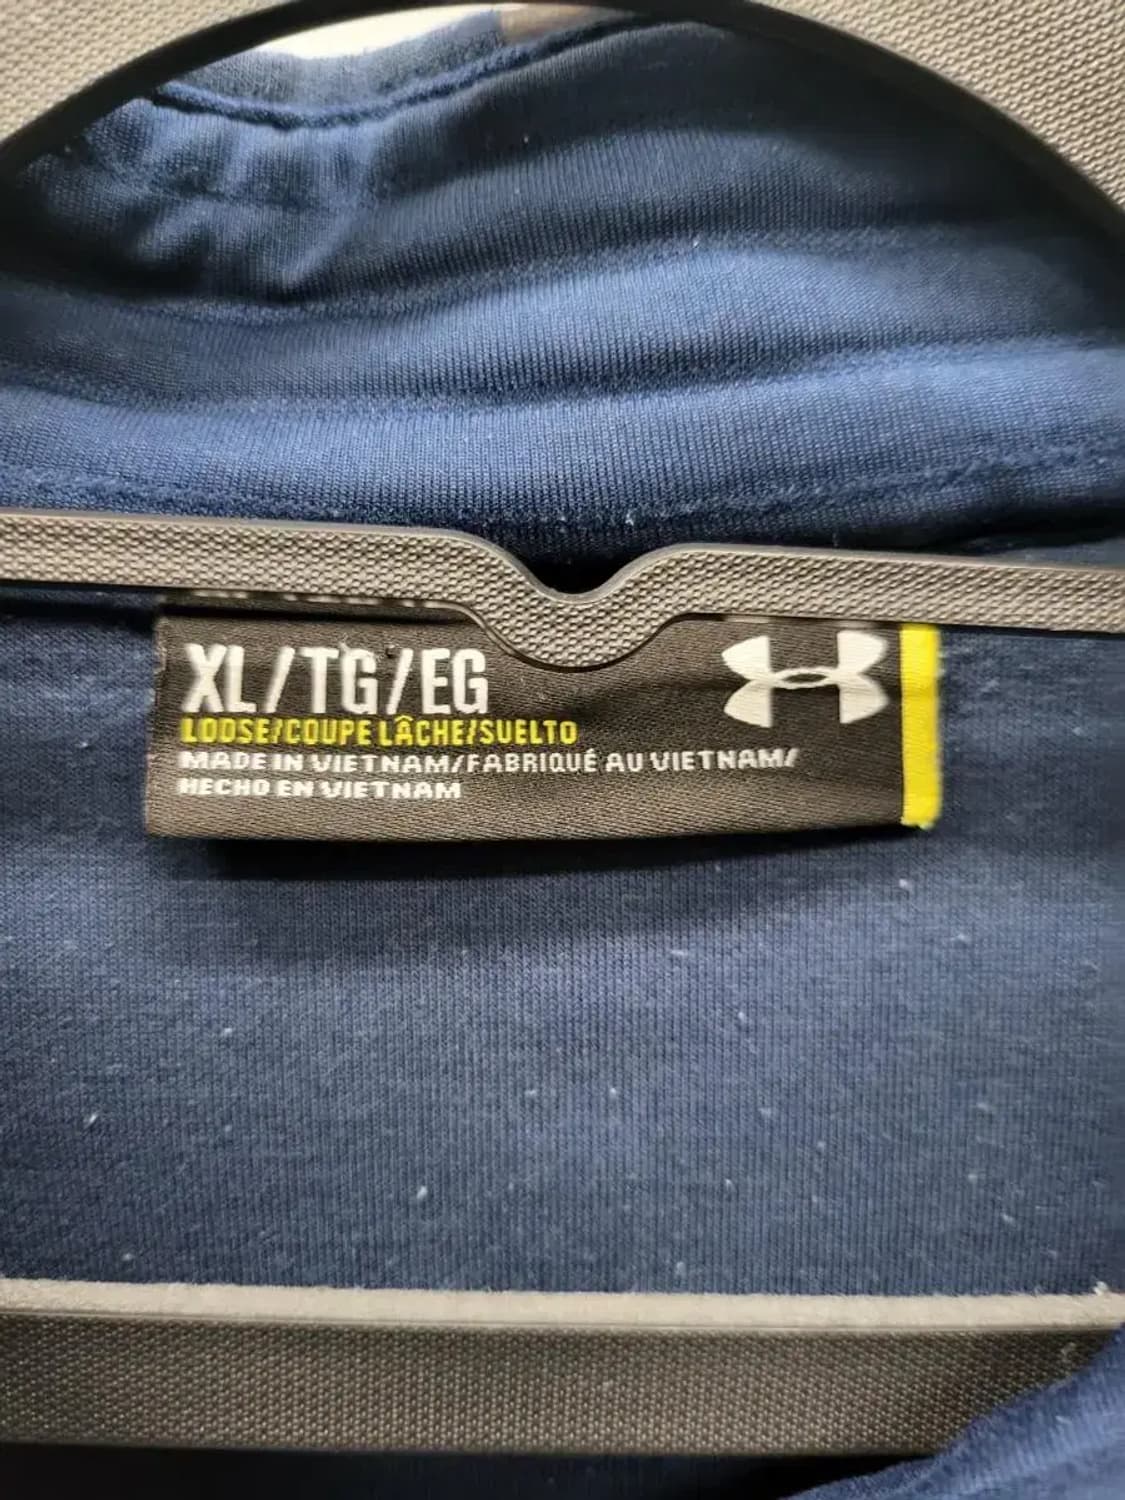 XL/TG/EG
LOOSE/COUPE LÂCHE/SUELTO
MADE IN VIETNAM/FABRIQUÉ AU VIETNAM/
HECHO EN VIETNAM